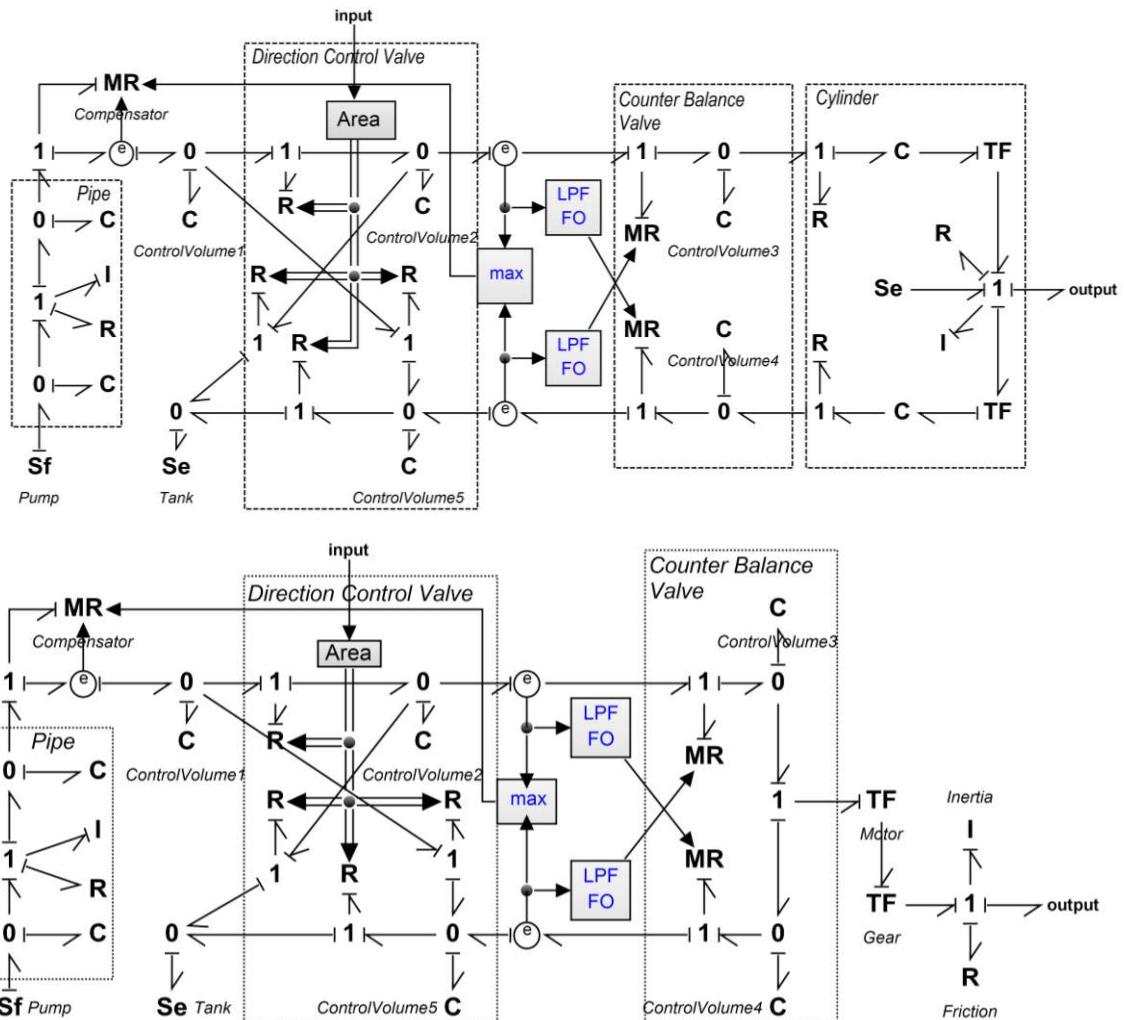 input
Direction Control Valve
MR
Compensator
Area
Counter Balance
Valve
Cylinder
1 e 0 1 0 e 1 0 1 C TF
Pipe
LPF
FO
0 C C R C MR C R
ControlVolume1
ControlVolume2
ControlVolume3
R
I
R R
max
Se 1 output
1
R
1 R 1
LPF
FO
MR C R I
ControlVolume4
0 C
0 1 0 e 1 0 1 C TF
Sf Se C
Pump
Tank
ControlVolume5
input
Direction Control Valve
Counter Balance
Valve
MR
Compensator
Area
C
ControlVolume3
1 e 0 1 0 e 1 0
Pipe
LPF
FO
C R C MR
0 C
ControlVolume1
ControlVolume2
R R
max
1 TF
Inertia
Motor
I
I
1
R
1 R 1
LPF
FO
MR
TF 1 output
Gear
0 C 0 1 0 e 1 0
R
Sf Pump
Se Tank
ControlVolume5 C
ControlVolume4 C
Friction